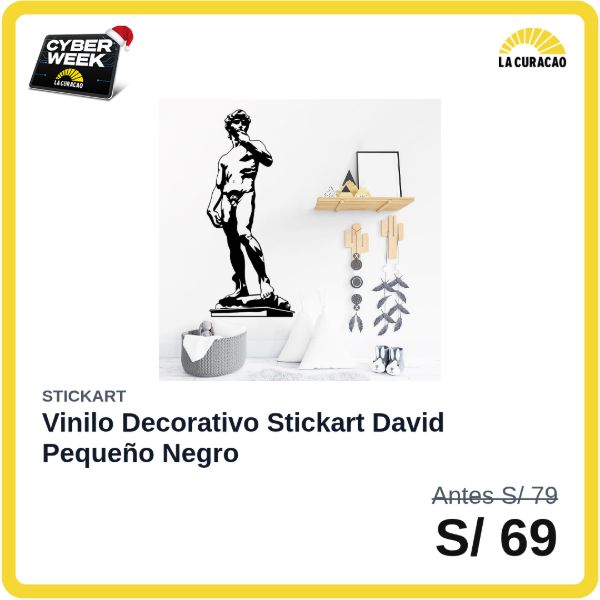 CYBER
WEEK
LA CURACAO
LA CURACAO
STICKART
Vinilo Decorativo Stickart David
Pequeño Negro
Antes S/ 79
S/ 69